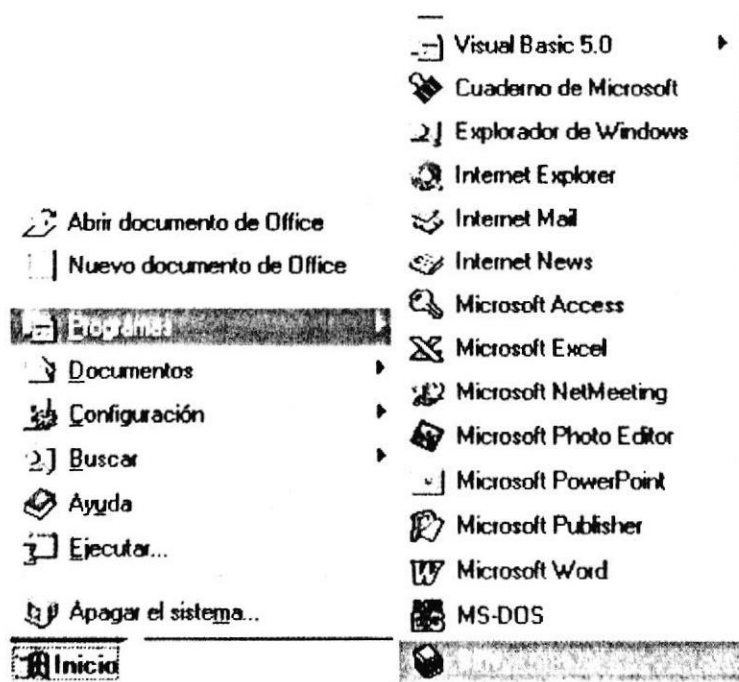 Abrir documento de Office
Nuevo documento de Office
Programas
Documentos
Configuración
Buscar
Ayuda
Ejecutar...
Apagar el sistema...
Inicio
Visual Basic 5.0
Cuaderno de Microsoft
Explorador de Windows
Internet Explorer
Internet Mail
Internet News
Microsoft Access
Microsoft Excel
Microsoft NetMeeting
Microsoft Photo Editor
Microsoft PowerPoint
Microsoft Publisher
Microsoft Word
MS-DOS